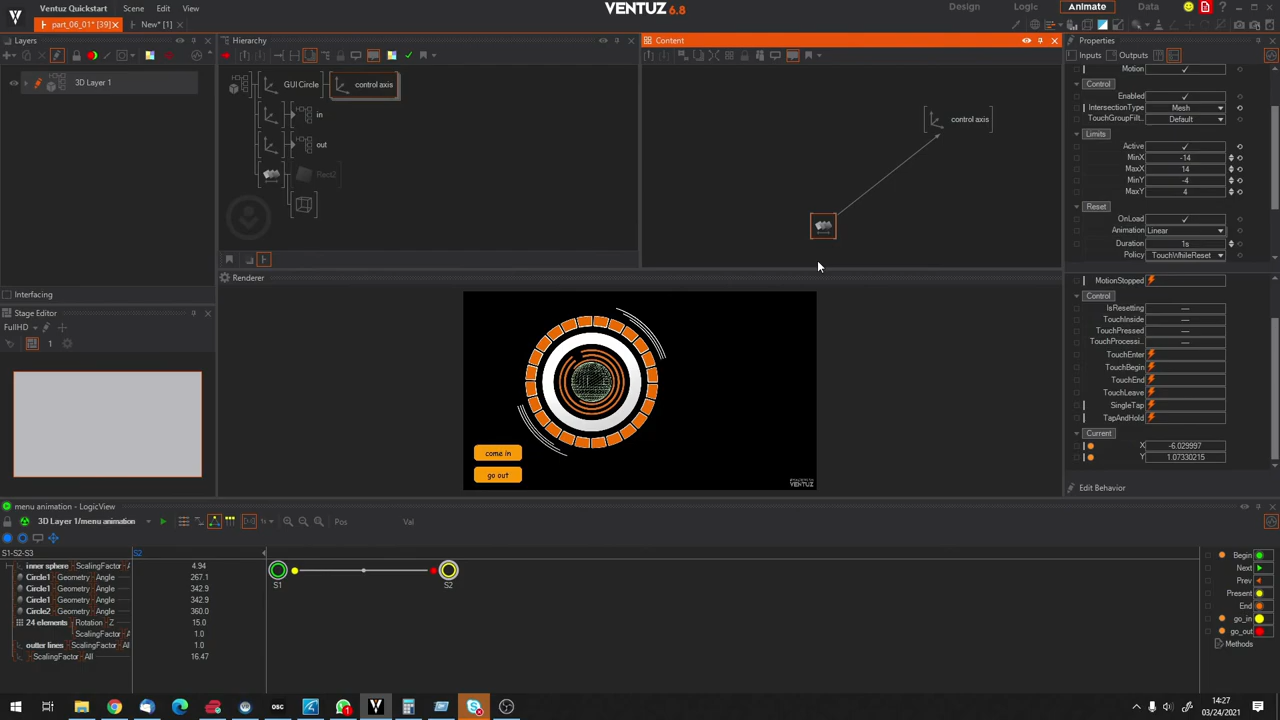 Ventuz Quickstart
Scene
Edit
View
VENTUZ 6.8
Design
Logic
Animate
Data
part_06_01* [39]
New* [1]
Layers
3D Layer 1
Interfacing
Stage Editor
FullHD
1
Hierarchy
GUI Circle
control axis
in
out
Rect2
Content
control axis
Renderer
come in
go out
VENTUZ
Properties
Inputs
Outputs
Motion
Control
Enabled
IntersectionType Mesh
TouchGroupFilt... Default
Limits
Active
MinX -14
MaxX 14
MinY -4
MaxY 4
Reset
OnLoad
Animation Linear
Duration 1s
Policy TouchWhileReset
MotionStopped
Control
IsResetting
TouchInside
TouchPressed
TouchProcessi...
TouchEnter
TouchBegin
TouchEnd
TouchLeave
SingleTap
TapAndHold
Current
X -6.029997
Y 1.07330215
Edit Behavior
menu animation - LogicView
3D Layer 1/menu animation
Pos
Val
S1-S2-S3
S2
inner sphere ScalingFactor 4.94
Circle1 Geometry Angle 267.1
Circle1 Geometry Angle 342.9
Circle1 Geometry Angle 342.9
Circle2 Geometry Angle 360.0
24 elements Rotation Z 15.0
ScalingFactor 1.0
outter lines ScalingFactor All 1.0
ScalingFactor All 16.47
S1
S2
Begin
Next
Prev
Present
End
go_in
go_out
Methods
14:27
03/24/2021